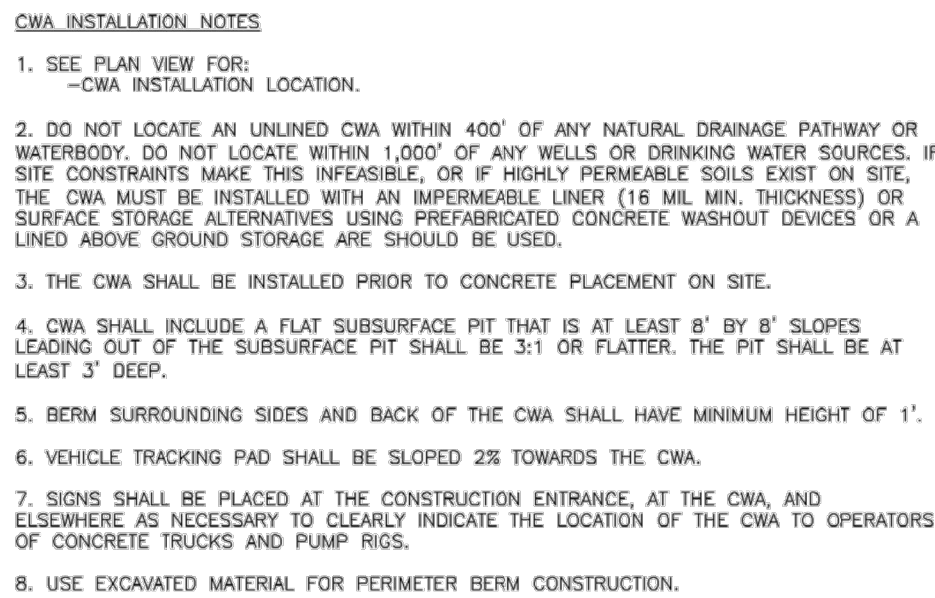 CWA INSTALLATION NOTES
1. SEE PLAN VIEW FOR:
-CWA INSTALLATION LOCATION.
2. DO NOT LOCATE AN UNLINED CWA WITHIN 400' OF ANY NATURAL DRAINAGE PATHWAY OR
WATERBODY. DO NOT LOCATE WITHIN 1,000' OF ANY WELLS OR DRINKING WATER SOURCES. IF
SITE CONSTRAINTS MAKE THIS INFEASIBLE, OR IF HIGHLY PERMEABLE SOILS EXIST ON SITE,
THE CWA MUST BE INSTALLED WITH AN IMPERMEABLE LINER (16 MIL MIN. THICKNESS) OR
SURFACE STORAGE ALTERNATIVES USING PREFABRICATED CONCRETE WASHOUT DEVICES OR A
LINED ABOVE GROUND STORAGE ARE SHOULD BE USED.
3. THE CWA SHALL BE INSTALLED PRIOR TO CONCRETE PLACEMENT ON SITE.
4. CWA SHALL INCLUDE A FLAT SUBSURFACE PIT THAT IS AT LEAST 8' BY 8' SLOPES
LEADING OUT OF THE SUBSURFACE PIT SHALL BE 3:1 OR FLATTER. THE PIT SHALL BE AT
LEAST 3' DEEP.
5. BERM SURROUNDING SIDES AND BACK OF THE CWA SHALL HAVE MINIMUM HEIGHT OF 1'.
6. VEHICLE TRACKING PAD SHALL BE SLOPED 2% TOWARDS THE CWA.
7. SIGNS SHALL BE PLACED AT THE CONSTRUCTION ENTRANCE, AT THE CWA, AND
ELSEWHERE AS NECESSARY TO CLEARLY INDICATE THE LOCATION OF THE CWA TO OPERATORS
OF CONCRETE TRUCKS AND PUMP RIGS.
8. USE EXCAVATED MATERIAL FOR PERIMETER BERM CONSTRUCTION.